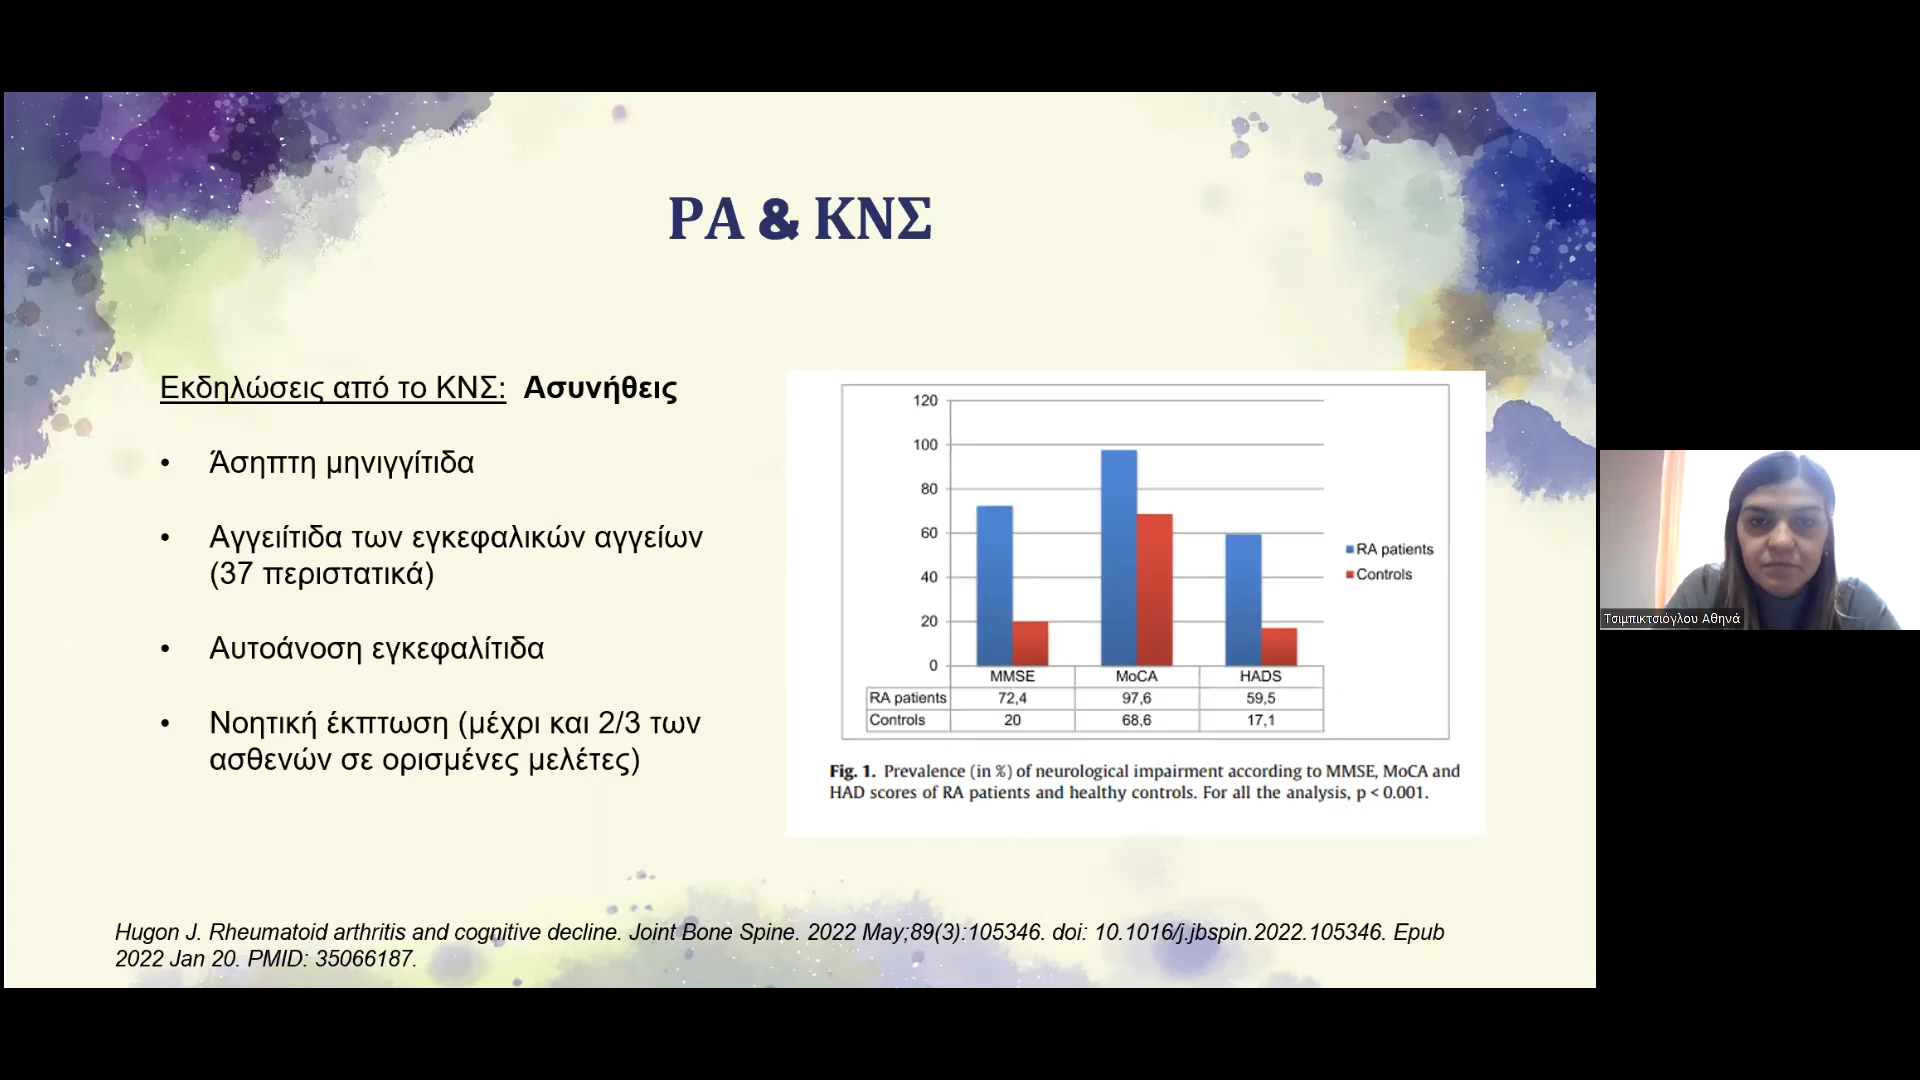 ΡΑ & ΚΝΣ
Εκδηλώσεις από το ΚΝΣ: Ασυνήθεις
• Άσηπτη μηνιγγίτιδα
• Αγγειίτιδα των εγκεφαλικών αγγείων
(37 περιστατικά)
• Αυτοάνοση εγκεφαλίτιδα
• Νοητική έκπτωση (μέχρι και 2/3 των
ασθενών σε ορισμένες μελέτες)
120
100
80
60
40
20
0
RA patients
Controls
MMSE MoCA HADS
RA patients 72,4 97,6 59,5
Controls 20 68,6 17,1
Fig. 1. Prevalence (in %) of neurological impairment according to MMSE, MoCA and
HAD scores of RA patients and healthy controls. For all the analysis, p < 0.001.
Hugon J. Rheumatoid arthritis and cognitive decline. Joint Bone Spine. 2022 May;89(3):105346. doi: 10.1016/j.jbspin.2022.105346. Epub
2022 Jan 20. PMID: 35066187.
Τσιμπικτσιόγλου Αθηνά